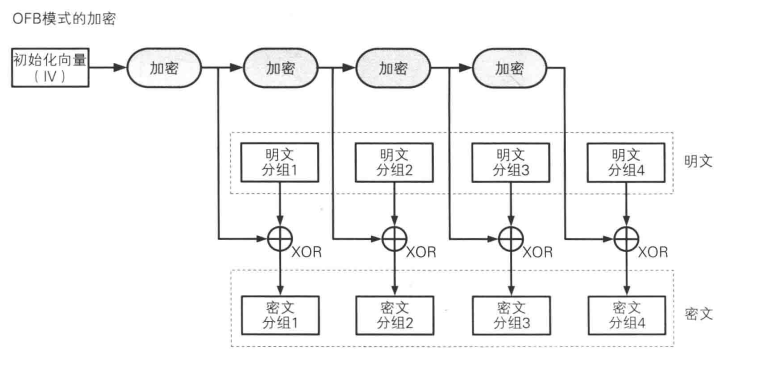 OFB模式的加密
初始化向量
( IV )
加密
加密
加密
加密
明文
分组1
明文
分组2
明文
分组3
明文
分组4
明文
XOR
XOR
XOR
XOR
密文
分组1
密文
分组2
密文
分组3
密文
分组4
密文